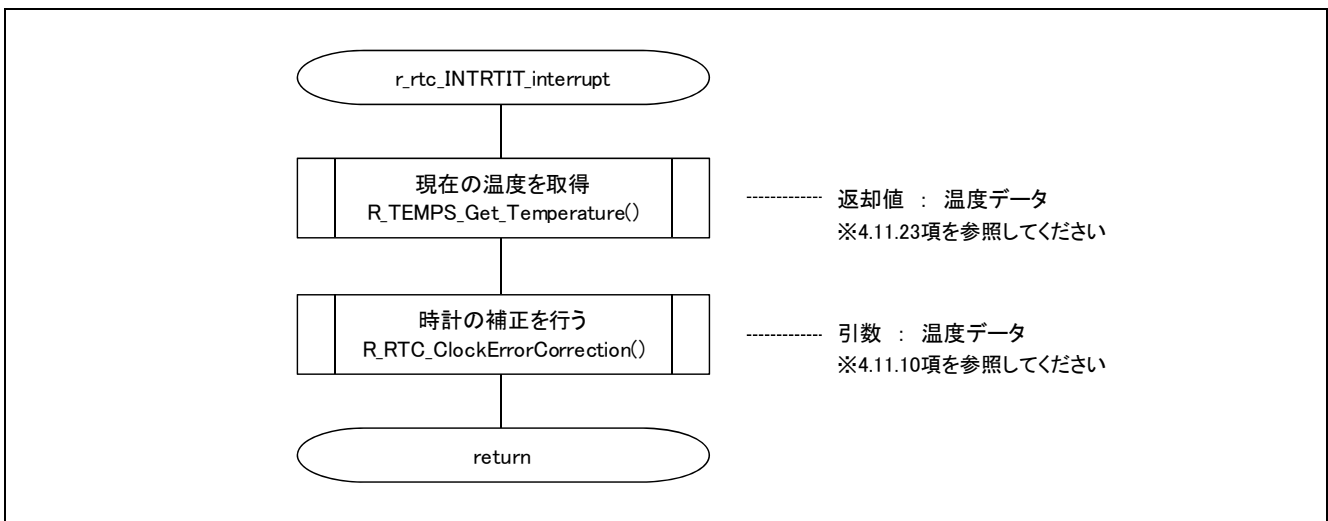 r_rtc_INTRTIT_interrupt
現在の温度を取得
R_TEMPS_Get_Temperature()
返却値 : 温度データ
※4.11.23項を参照してください
時計の補正を行う
R_RTC_ClockErrorCorrection()
引数 : 温度データ
※4.11.10項を参照してください
return